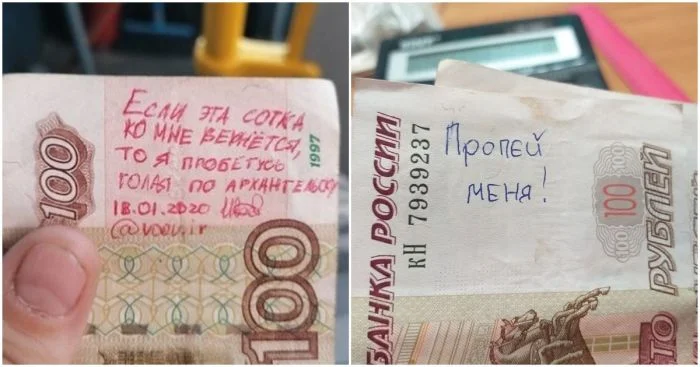 Если эта сотка
ко мне вернётся,
то я пробегусь
голая по Архангельску
18.01.2020
1997
100
100
Пропей
меня!
БАНКА РОССИИ
кН 7939237
100
РУБЛЕЙ
СТО